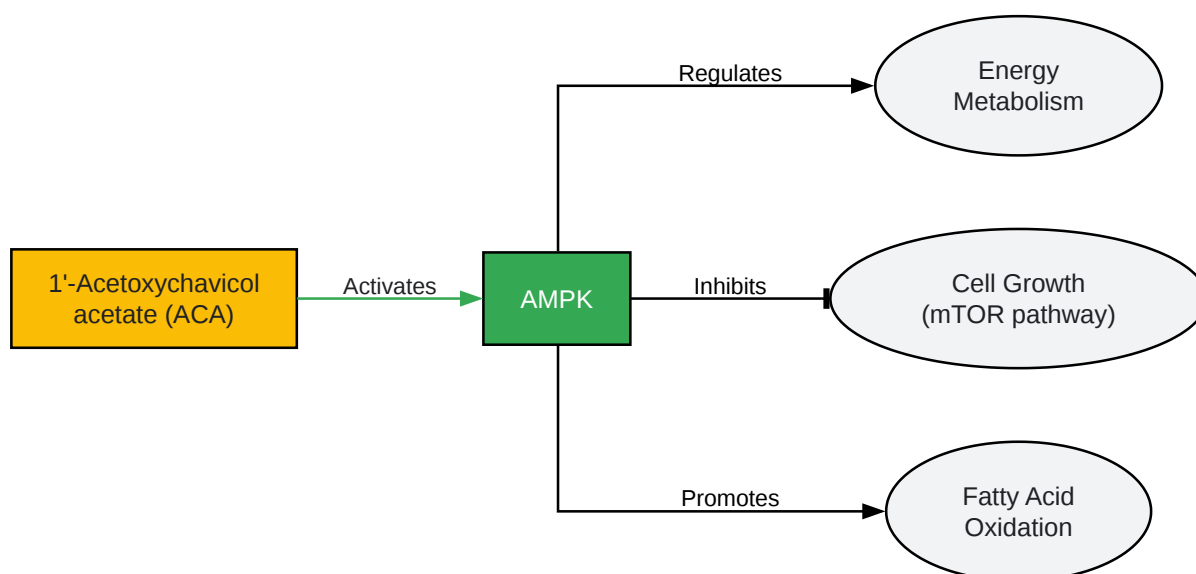 Regulates
Energy
Metabolism
1'-Acetoxychavicol
acetate (ACA)
Activates
AMPK
Inhibits
Cell Growth
(mTOR pathway)
Promotes
Fatty Acid
Oxidation